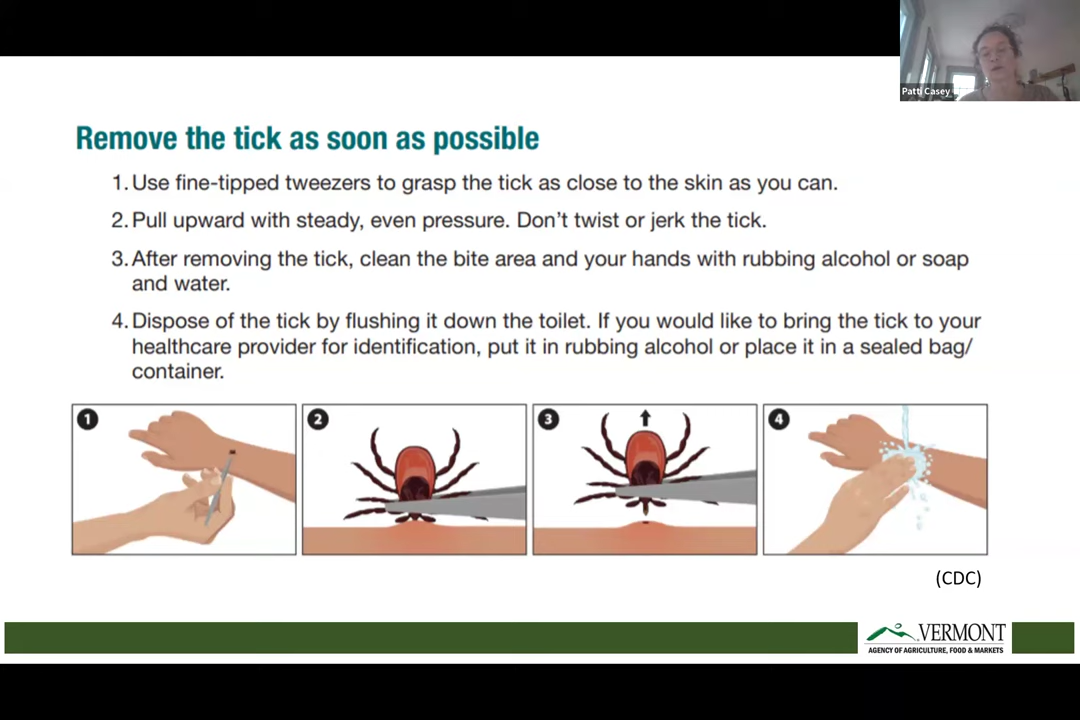 Patti Casey
Remove the tick as soon as possible
1. Use fine-tipped tweezers to grasp the tick as close to the skin as you can.
2. Pull upward with steady, even pressure. Don't twist or jerk the tick.
3. After removing the tick, clean the bite area and your hands with rubbing alcohol or soap
and water.
4. Dispose of the tick by flushing it down the toilet. If you would like to bring the tick to your
healthcare provider for identification, put it in rubbing alcohol or place it in a sealed bag/
container.
1 2 3 4
(CDC)
VERMONT
AGENCY OF AGRICULTURE, FOOD & MARKETS